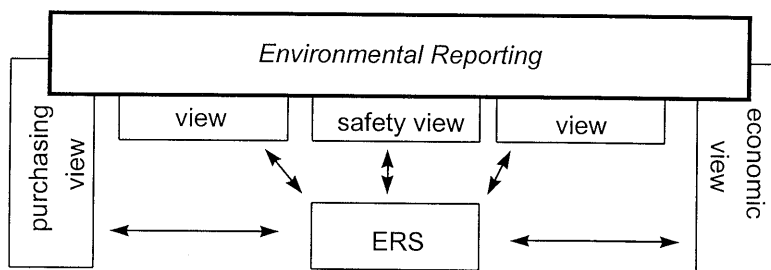 Environmental Reporting
purchasing
view
view
safety view
view
economic
view
ERS